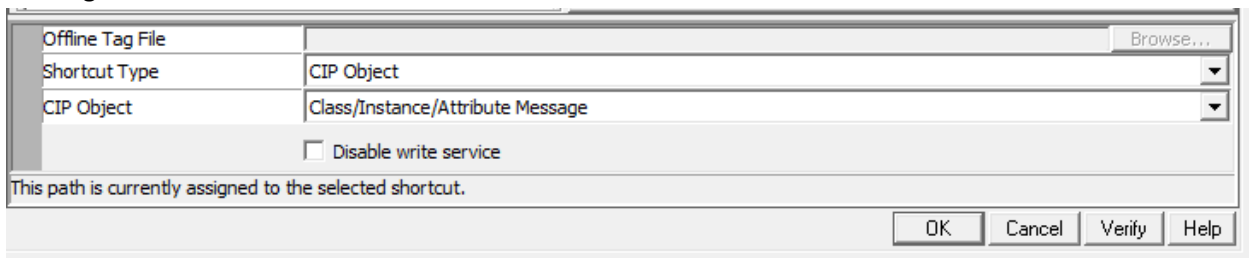 Offline Tag File Browse...
Shortcut Type CIP Object
CIP Object Class/Instance/Attribute Message
Disable write service
This path is currently assigned to the selected shortcut.
OK Cancel Verify Help